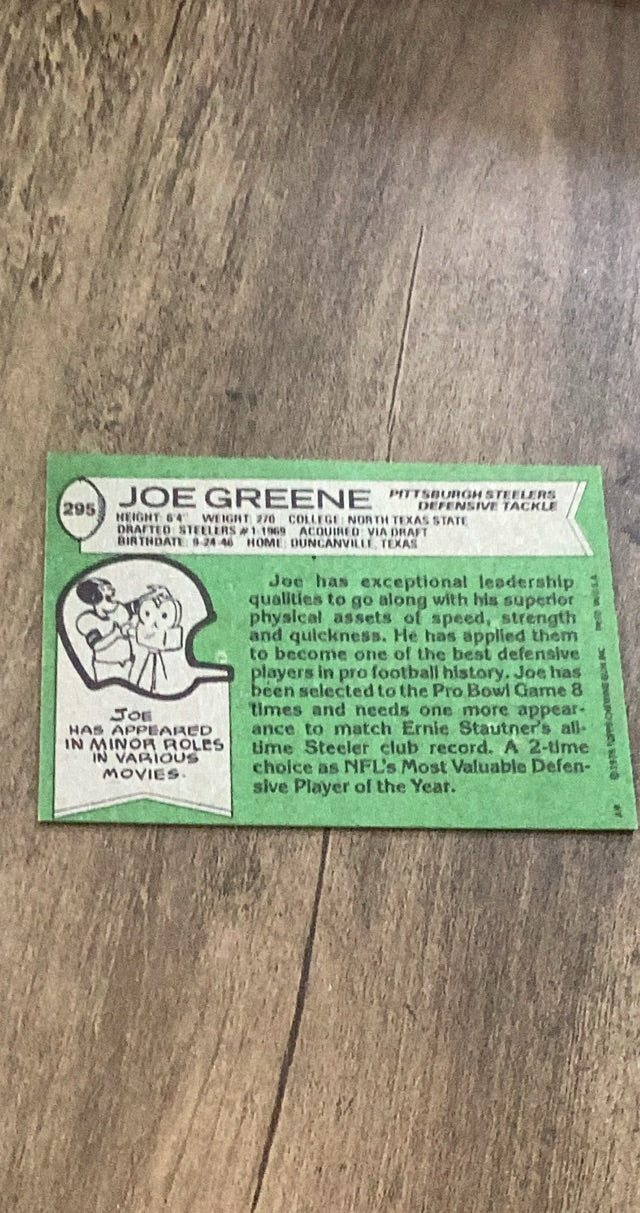 295
JOE GREENE
PITTSBURGH STEELERS
DEFENSIVE TACKLE
HEIGHT: 6'4" WEIGHT: 270 COLLEGE: NORTH TEXAS STATE
DRAFTED: STEELERS #1-1969 ACQUIRED: VIA DRAFT
BIRTHDATE: 9-24-46 HOME: DUNCANVILLE, TEXAS
Joe has exceptional leadership
qualities to go along with his superior
physical assets of speed, strength
and quickness. He has applied them
to become one of the best defensive
players in pro football history. Joe has
been selected to the Pro Bowl Game 8
times and needs one more appear-
ance to match Ernie Stautner's all-
time Steeler club record. A 2-time
choice as NFL's Most Valuable Defen-
sive Player of the Year.
JOE
HAS APPEARED
IN MINOR ROLES
IN VARIOUS
MOVIES.